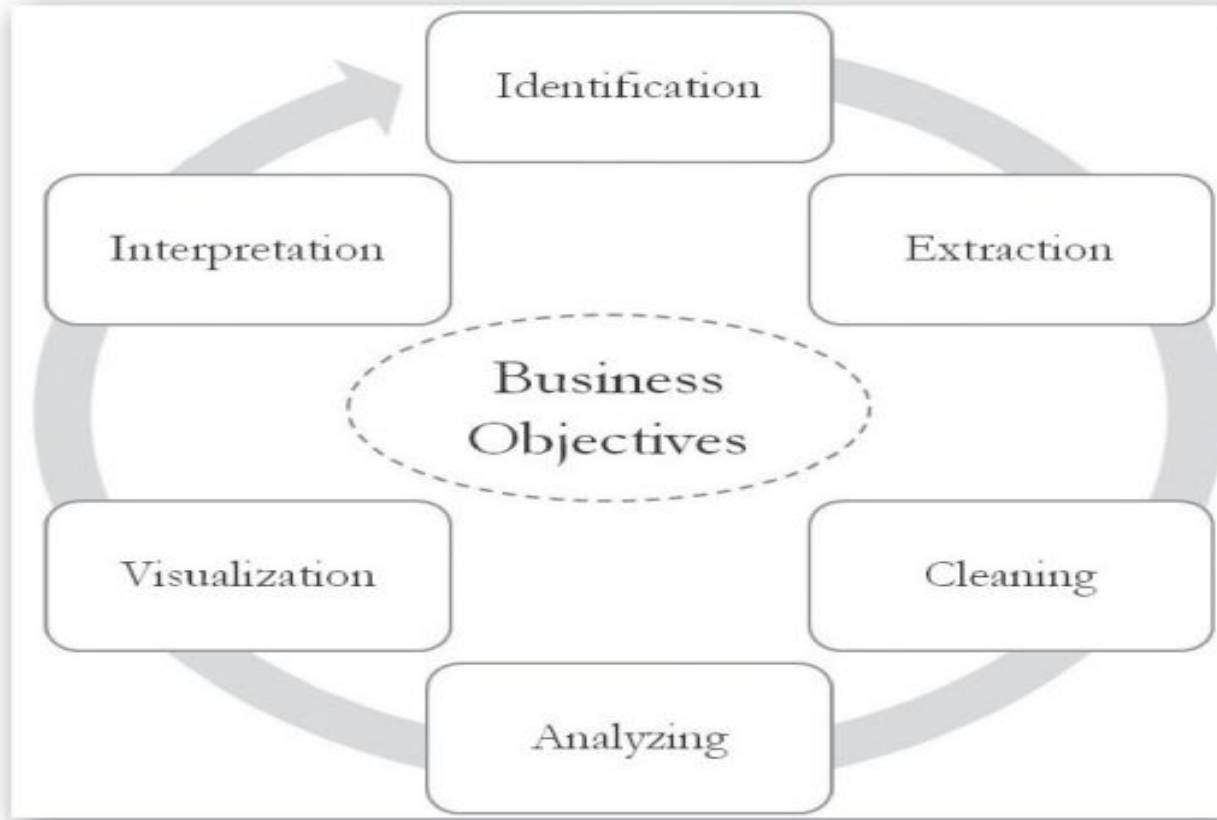 Identification
Extraction
Cleaning
Analyzing
Visualization
Interpretation
Business
Objectives